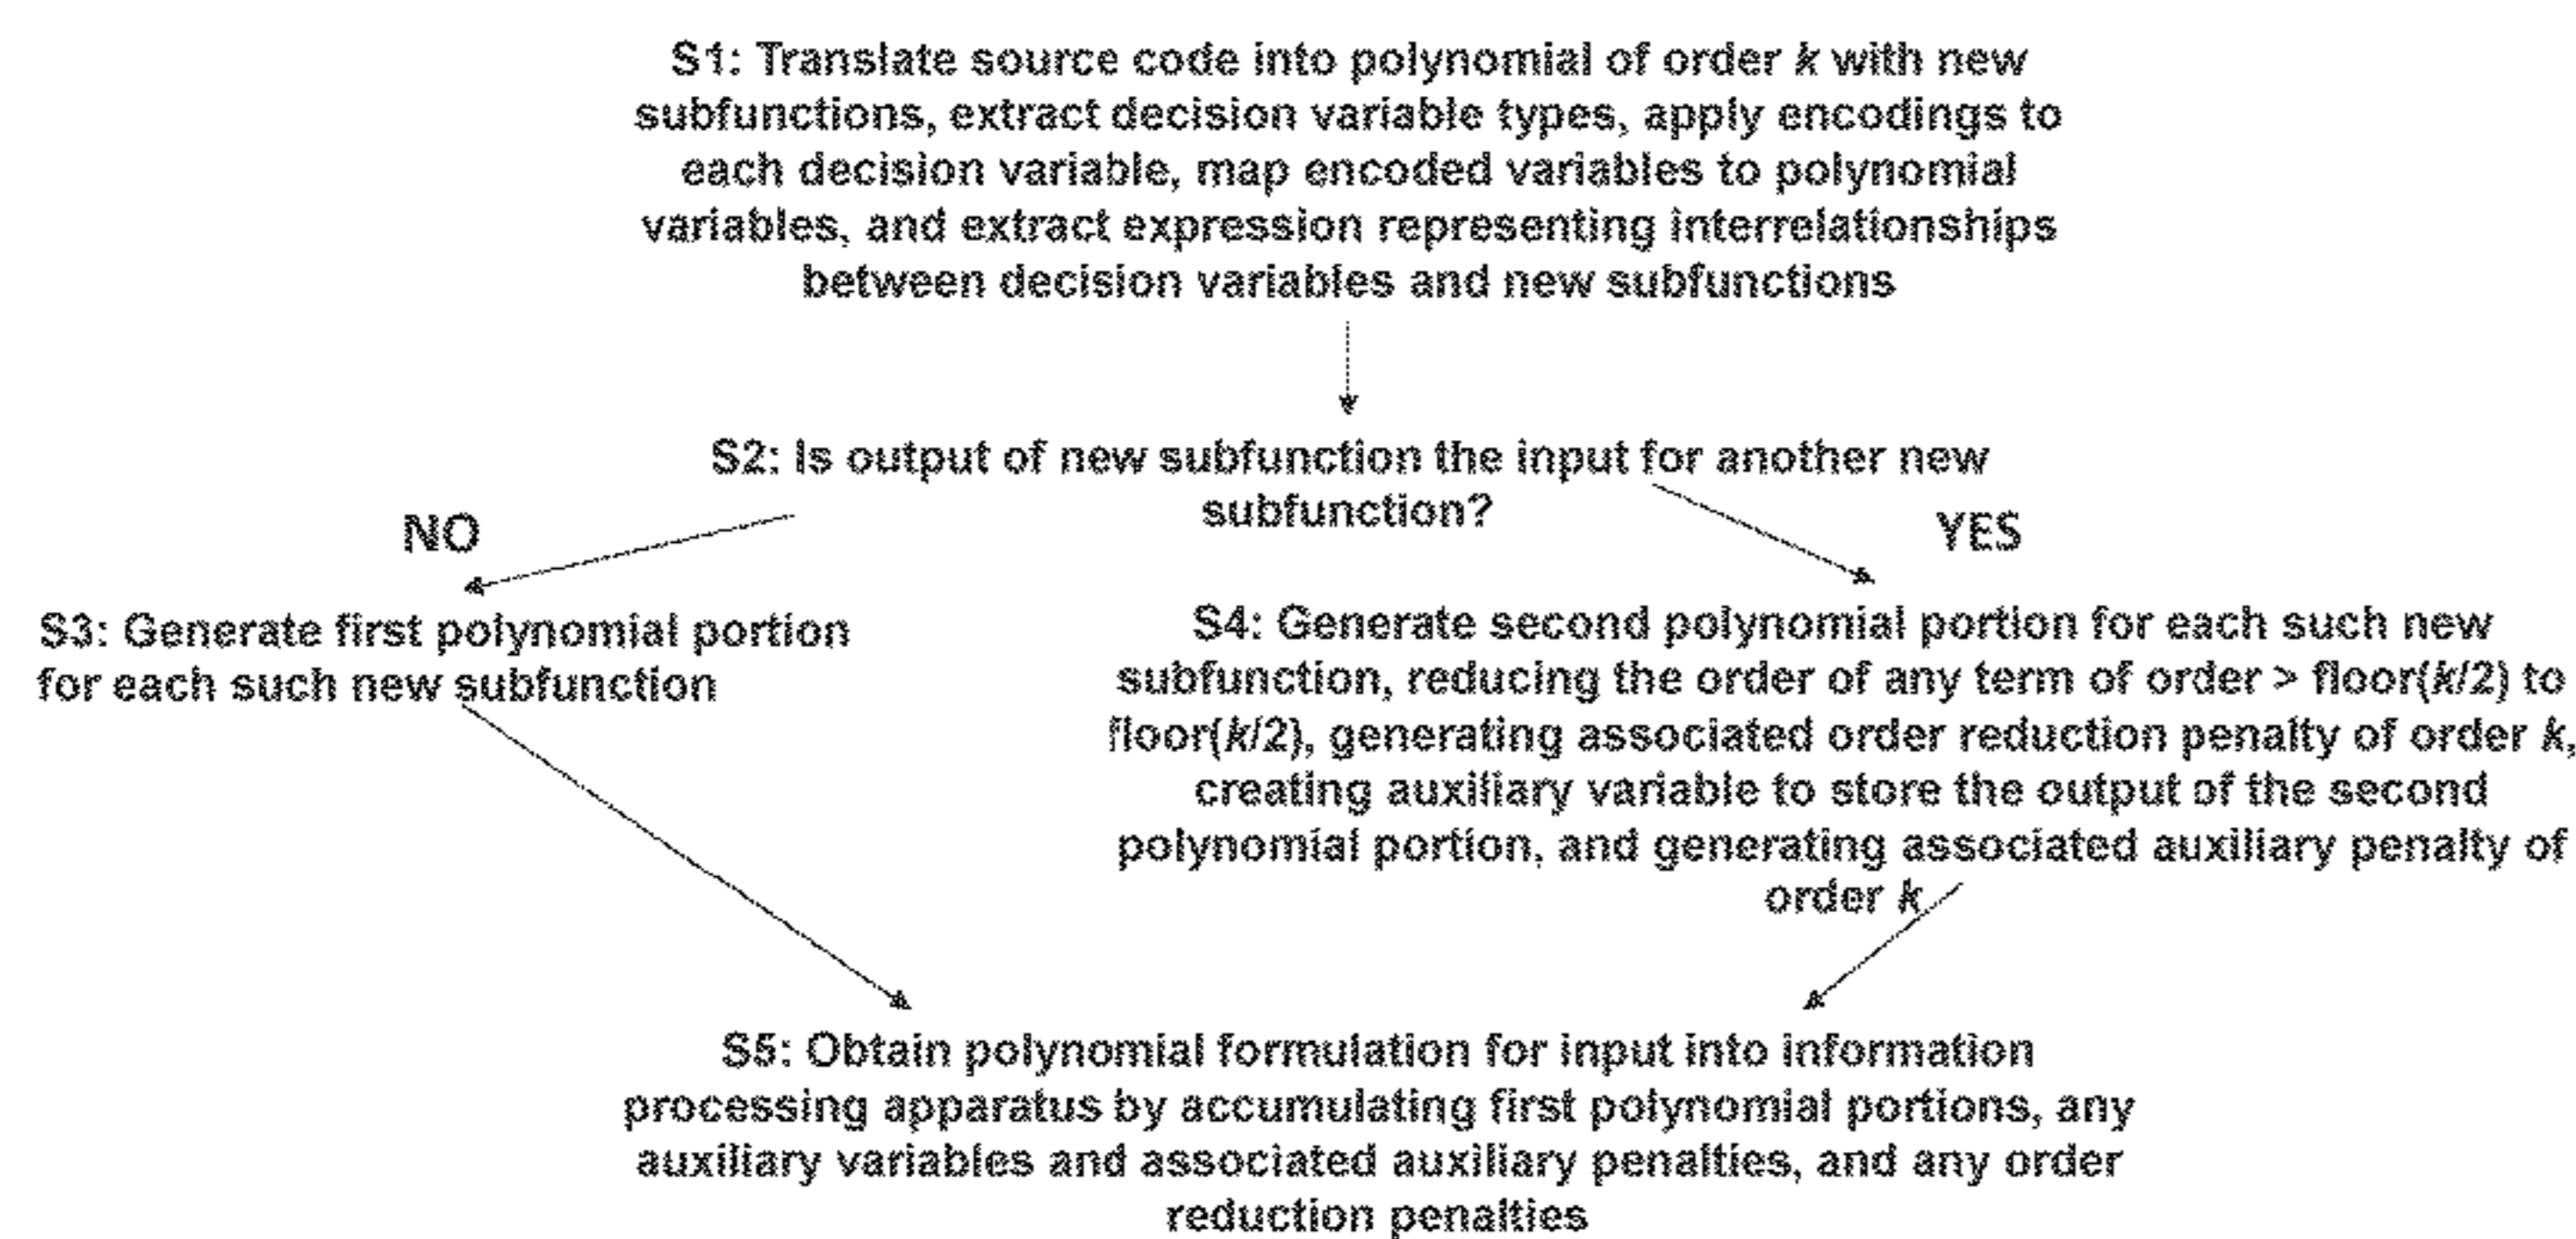 S1: Translate source code into polynomial of order k with new
subfunctions, extract decision variable types, apply encodings to
each decision variable, map encoded variables to polynomial
variables, and extract expression representing interrelationships
between decision variables and new subfunctions
S2: Is output of new subfunction the input for another new
subfunction?
NO
YES
S3: Generate first polynomial portion
for each such new subfunction
S4: Generate second polynomial portion for each such new
subfunction, reducing the order of any term of order > floor(k/2) to
floor(k/2), generating associated order reduction penalty of order k,
creating auxiliary variable to store the output of the second
polynomial portion, and generating associated auxiliary penalty of
order k
S5: Obtain polynomial formulation for input into information
processing apparatus by accumulating first polynomial portions, any
auxiliary variables and associated auxiliary penalties, and any order
reduction penalties